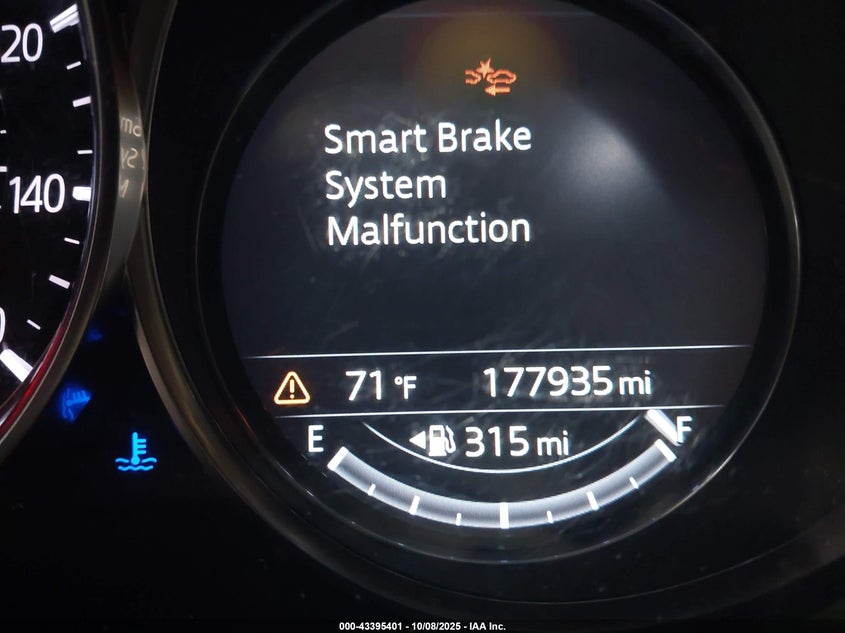 20
140
Smart Brake
System
Malfunction
71 °F 177935 mi
E 315 mi F
000-43395401 - 10/08/2025 - IAA Inc.